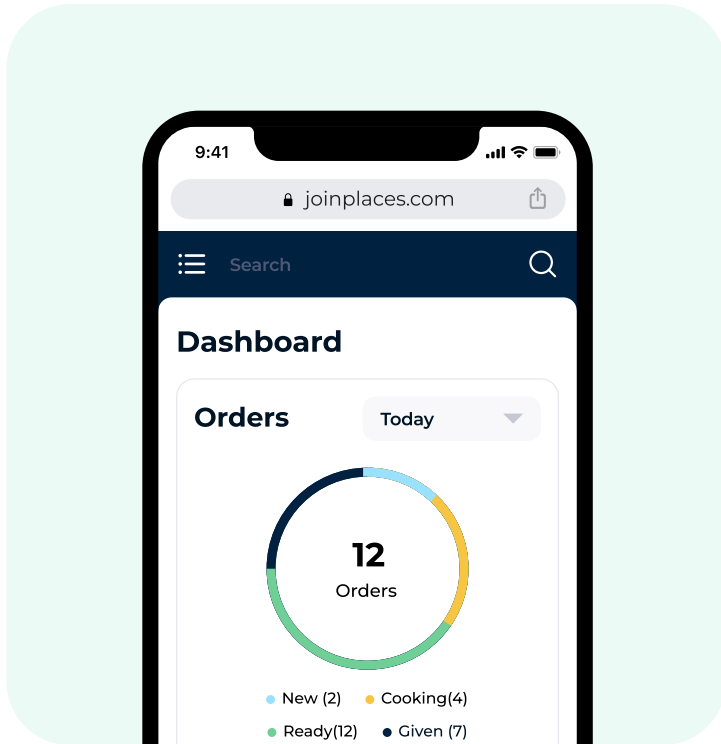 9:41
joinplaces.com
Search
Dashboard
Orders Today
12
Orders
New (2) Cooking(4)
Ready(12) Given (7)